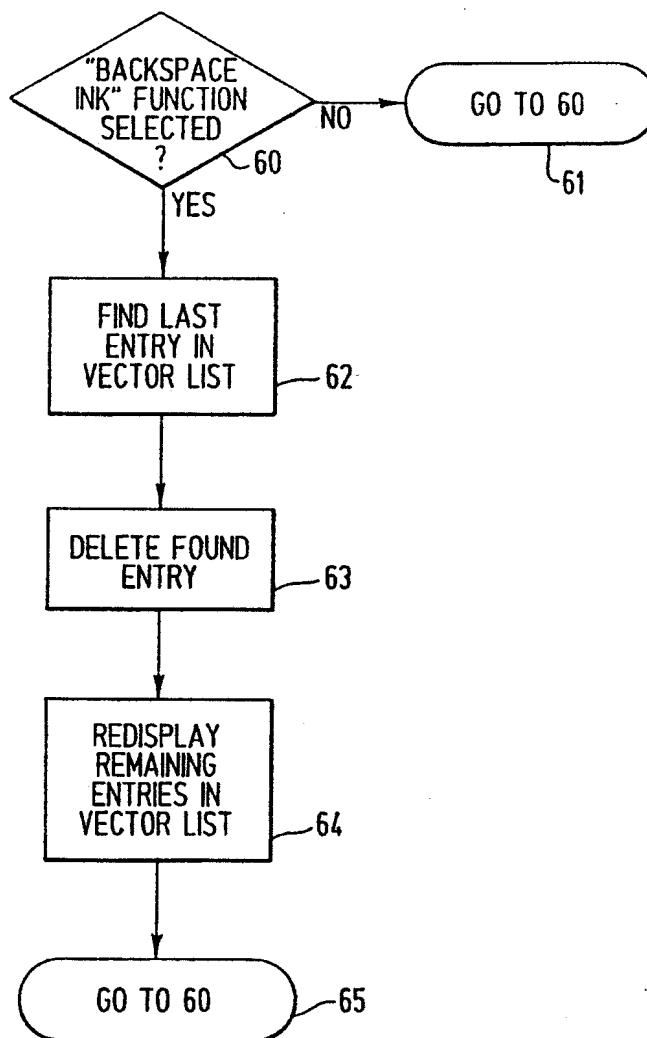 "BACKSPACE
INK" FUNCTION
SELECTED
?
60
NO
GO TO 60
61
YES
FIND LAST
ENTRY IN
VECTOR LIST
62
DELETE FOUND
ENTRY
63
REDISPLAY
REMAINING
ENTRIES IN
VECTOR LIST
64
GO TO 60
65